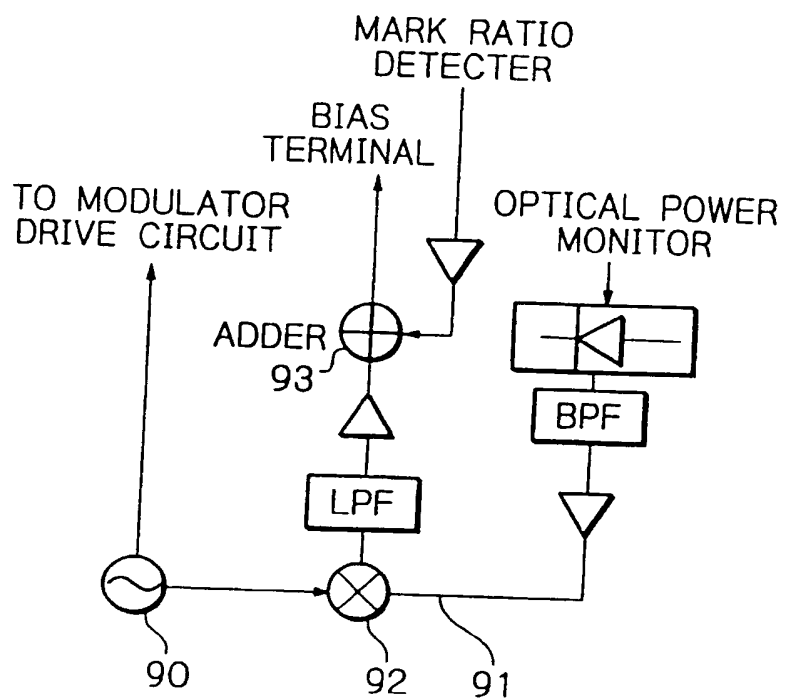 MARK RATIO
DETECTER
BIAS
TERMINAL
TO MODULATOR
DRIVE CIRCUIT
OPTICAL POWER
MONITOR
ADDER
93
BPF
LPF
90
92
91